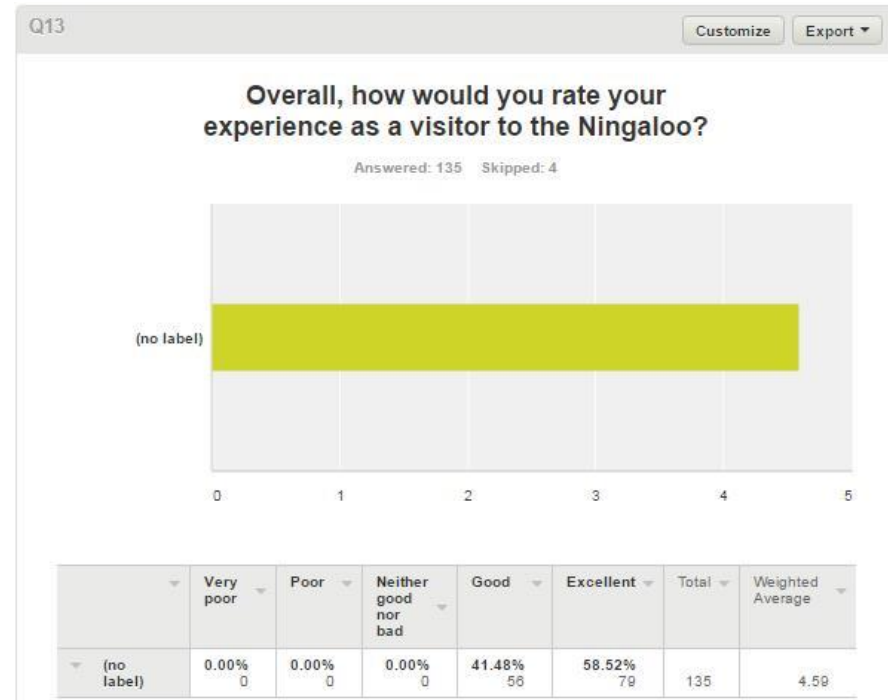 Q13
Customize
Export
Overall, how would you rate your
experience as a visitor to the Ningaloo?
Answered: 135 Skipped: 4
(no label)
0 1 2 3 4 5
Very poor Poor Neither good nor bad Good Excellent Total Weighted Average
(no label) 0.00% 0 0.00% 0 0.00% 0 41.48% 56 58.52% 79 135 4.59